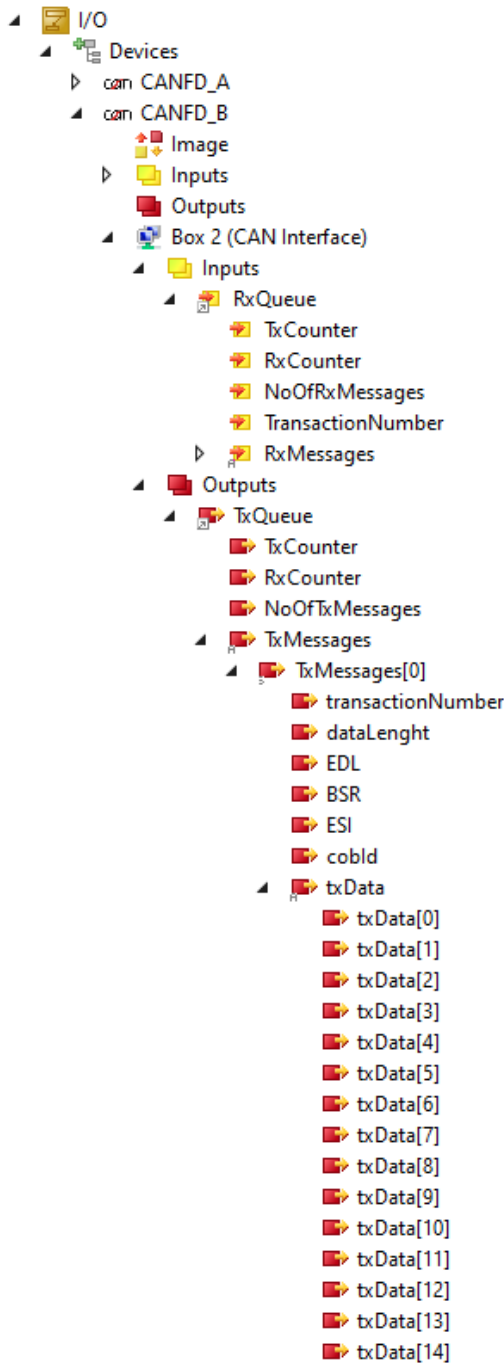 I/O
Devices
can CANFD_A
can CANFD_B
Image
Inputs
Outputs
Box 2 (CAN Interface)
Inputs
RxQueue
TxCounter
RxCounter
NoOfRxMessages
TransactionNumber
RxMessages
Outputs
TxQueue
TxCounter
RxCounter
NoOfTxMessages
TxMessages
TxMessages[0]
transactionNumber
dataLenght
EDL
BSR
ESI
cobId
txData
txData[0]
txData[1]
txData[2]
txData[3]
txData[4]
txData[5]
txData[6]
txData[7]
txData[8]
txData[9]
txData[10]
txData[11]
txData[12]
txData[13]
txData[14]